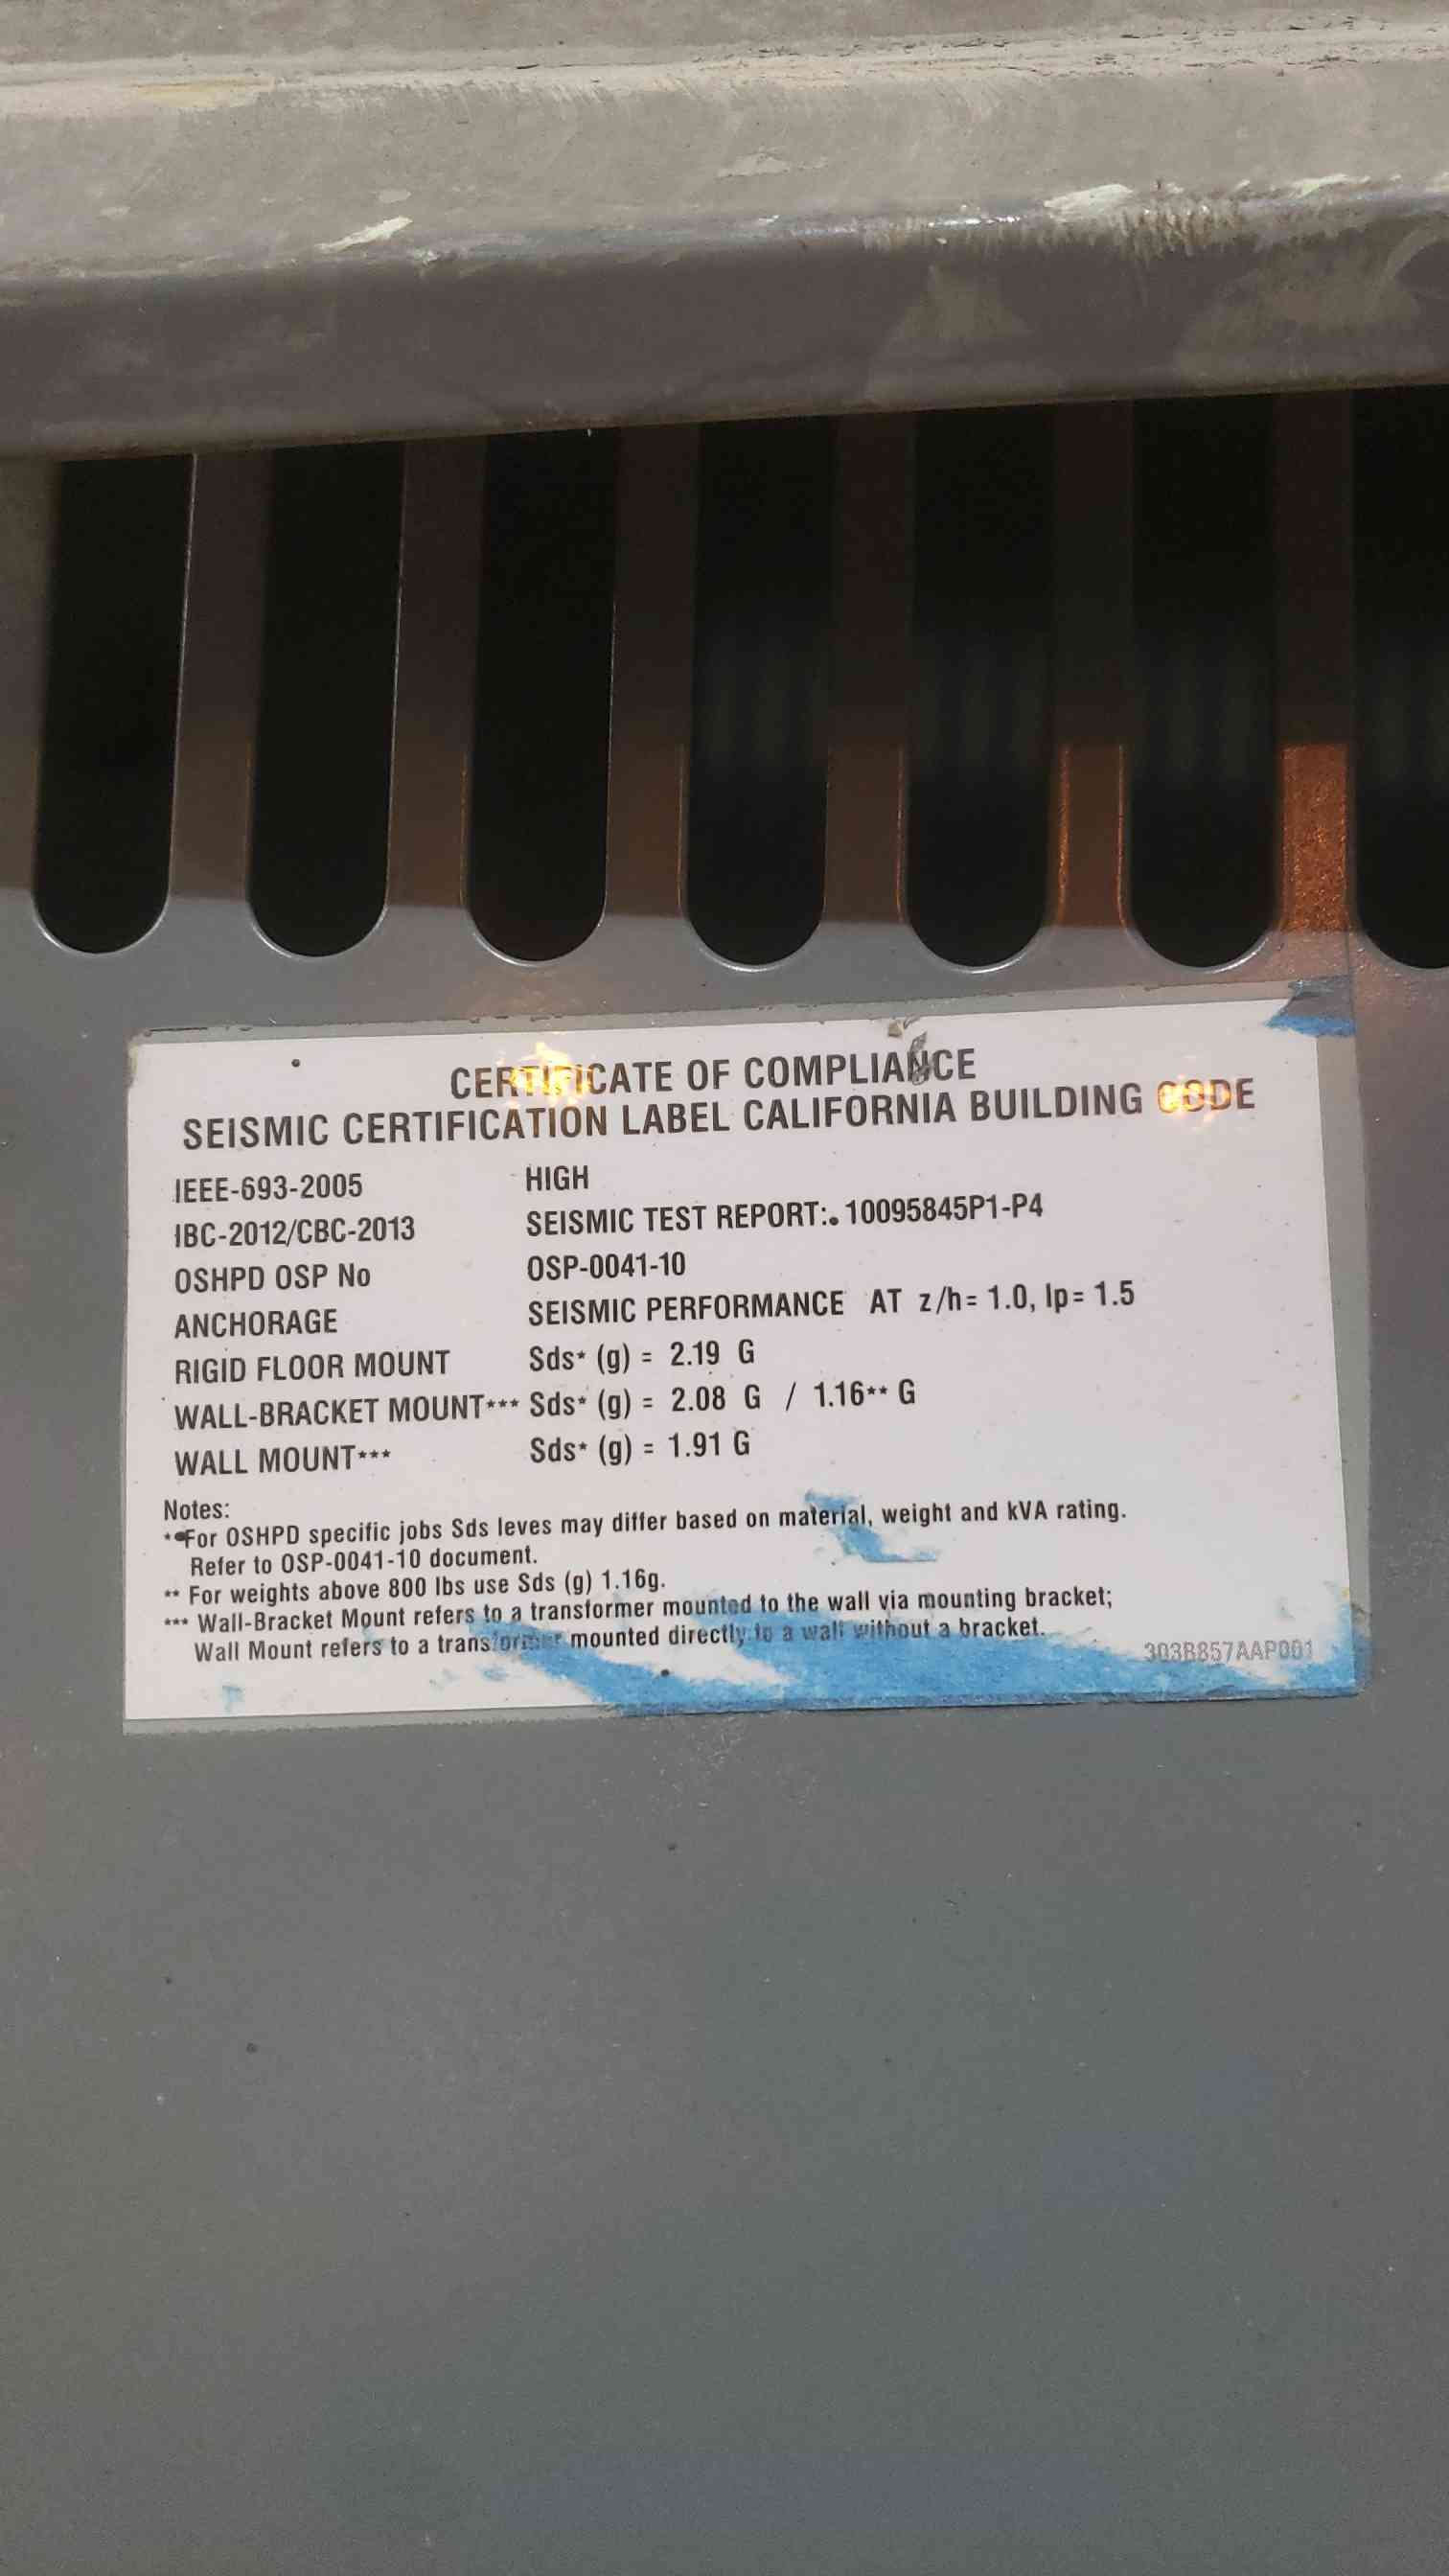 CERTIFICATE OF COMPLIANCE
SEISMIC CERTIFICATION LABEL CALIFORNIA BUILDING CODE
IEEE-693-2005 HIGH
IBC-2012/CBC-2013 SEISMIC TEST REPORT: 10095845P1-P4
OSHPD OSP No OSP-0041-10
ANCHORAGE SEISMIC PERFORMANCE AT z/h= 1.0, Ip= 1.5
RIGID FLOOR MOUNT Sds* (g) = 2.19 G
WALL-BRACKET MOUNT*** Sds* (g) = 2.08 G / 1.16** G
WALL MOUNT*** Sds* (g) = 1.91 G
Notes:
* For OSHPD specific jobs Sds leves may differ based on material, weight and kVA rating.
Refer to OSP-0041-10 document.
** For weights above 800 lbs use Sds (g) 1.16g.
*** Wall-Bracket Mount refers to a transformer mounted to the wall via mounting bracket;
Wall Mount refers to a transformer mounted directly to a wall without a bracket.
303B857AAP001